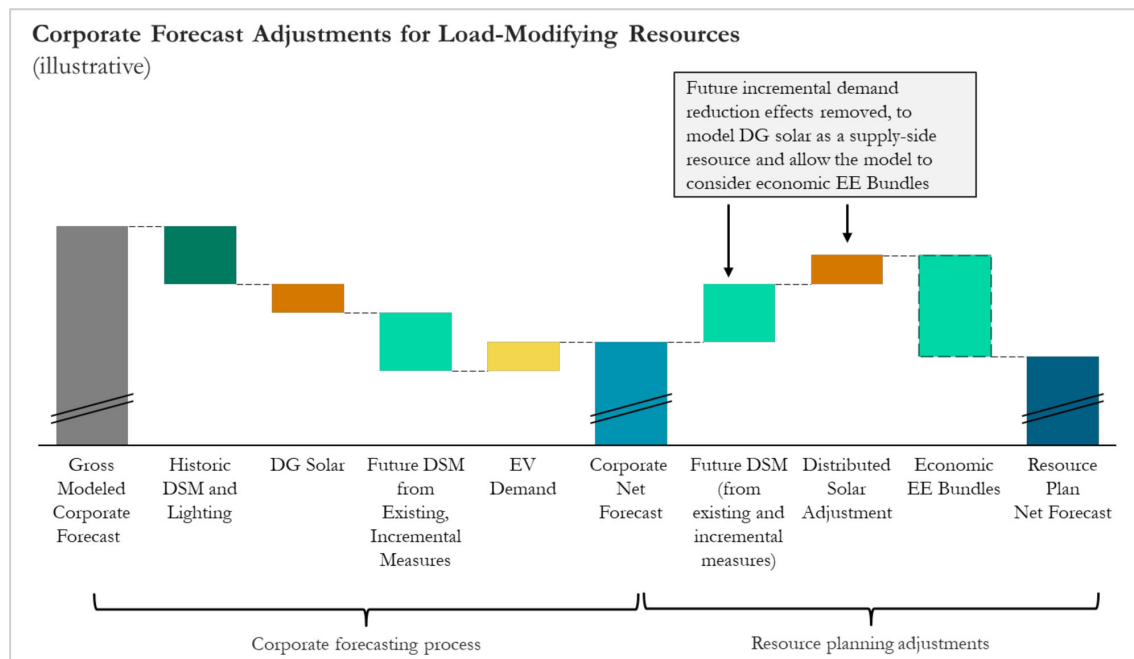 Corporate Forecast Adjustments for Load-Modifying Resources
(illustrative)
Future incremental demand
reduction effects removed, to
model DG solar as a supply-side
resource and allow the model to
consider economic EE Bundles
Gross
Modeled
Corporate
Forecast
Historic
DSM and
Lighting
DG Solar
Future DSM
from
Existing,
Incremental
Measures
EV
Demand
Corporate
Net
Forecast
Future DSM
(from
existing and
incremental
measures)
Distributed
Solar
Adjustment
Economic
EE Bundles
Resource
Plan
Net Forecast
Corporate forecasting process
Resource planning adjustments